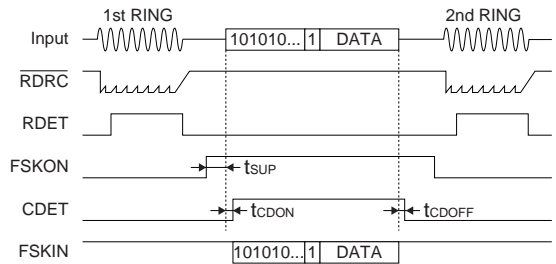 1st RING 2nd RING
Input 101010... 1 DATA
RDRC
RDET
FSKON tSUP
CDET tCDON tCDOFF
FSKIN 101010... 1 DATA